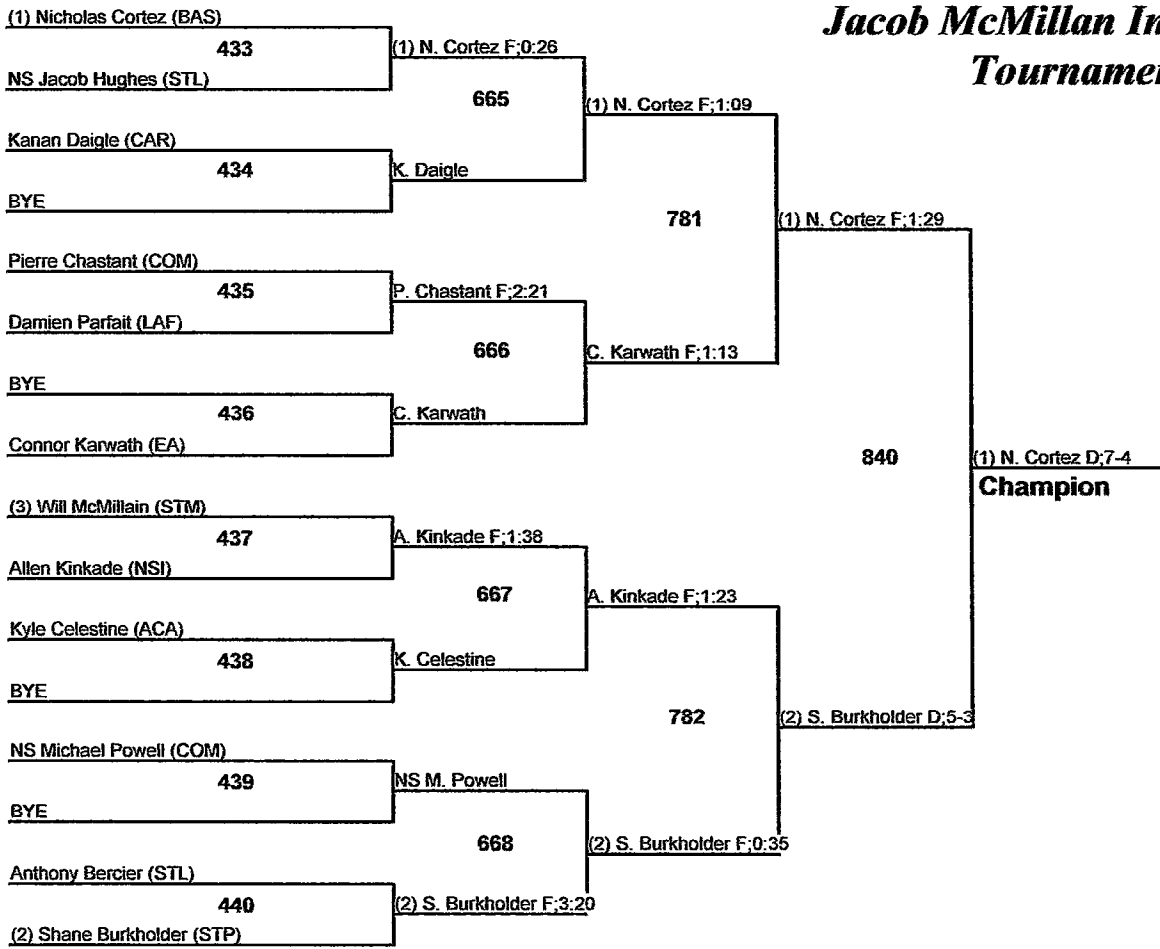 Jacob McMillan In
Tournamer
(1) Nicholas Cortez (BAS)
433
NS Jacob Hughes (STL)
(1) N. Cortez F;0:26
665
Kanan Daigle (CAR)
434
BYE
K. Daigle
(1) N. Cortez F;1:09
781
Pierre Chastant (COM)
435
Damien Parfait (LAF)
P. Chastant F;2:21
666
BYE
436
Connor Karwath (EA)
C. Karwath
C. Karwath F;1:13
(1) N. Cortez F;1:29
840
(1) N. Cortez D;7-4
Champion
(3) Will McMillain (STM)
437
Allen Kinkade (NSI)
A. Kinkade F;1:38
667
Kyle Celestine (ACA)
438
BYE
K. Celestine
A. Kinkade F;1:23
782
(2) S. Burkholder D;5-3
NS Michael Powell (COM)
439
BYE
NS M. Powell
668
(2) S. Burkholder F;0:35
Anthony Bercier (STL)
440
(2) Shane Burkholder (STP)
(2) S. Burkholder F;3:20